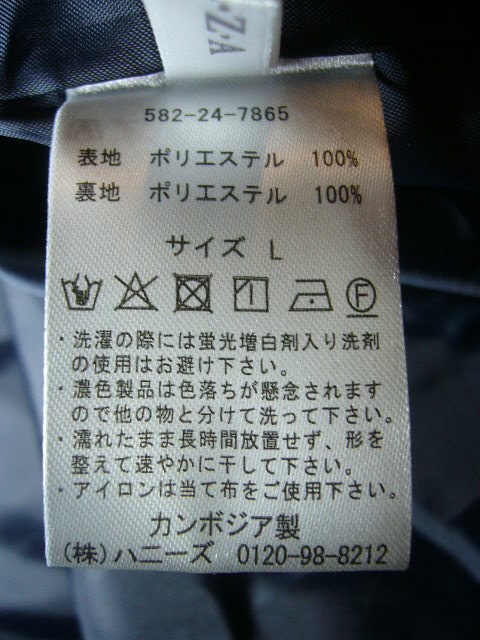 Z・A
582-24-7865
表地 ポリエステル 100%
裏地 ポリエステル 100%
サイズ L
F
・洗濯の際には蛍光増白剤入り洗剤
の使用はお避け下さい。
・濃色製品は色落ちが懸念されます
ので他の物と分けて洗って下さい。
・濡れたまま長時間放置せず、形を
整えて速やかに干して下さい。
・アイロンは当て布をご使用下さい。
カンボジア製
(株)ハニーズ 0120-98-8212